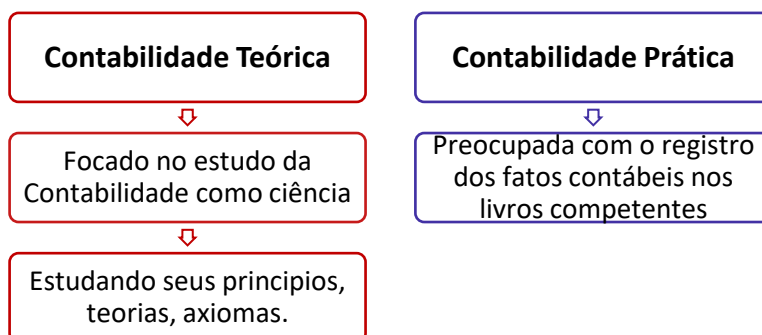 Contabilidade Teórica
Focado no estudo da
Contabilidade como ciência
Estudando seus principios,
teorias, axiomas.
Contabilidade Prática
Preocupada com o registro
dos fatos contábeis nos
livros competentes